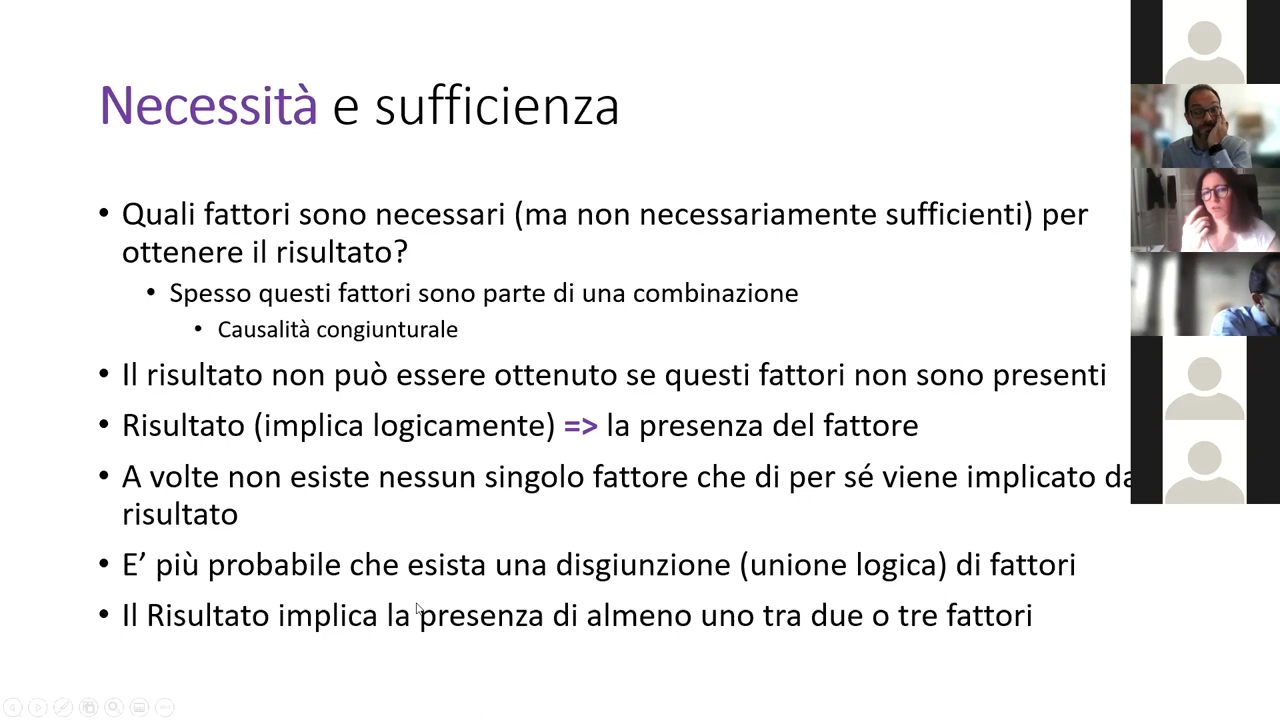 Necessità e sufficienza
• Quali fattori sono necessari (ma non necessariamente sufficienti) per
ottenere il risultato?
• Spesso questi fattori sono parte di una combinazione
• Causalità congiunturale
• Il risultato non può essere ottenuto se questi fattori non sono presenti
• Risultato (implica logicamente) => la presenza del fattore
• A volte non esiste nessun singolo fattore che di per sé viene implicato
risultato
• E’ più probabile che esista una disgiunzione (unione logica) di fattori
• Il Risultato implica la presenza di almeno uno tra due o tre fattori